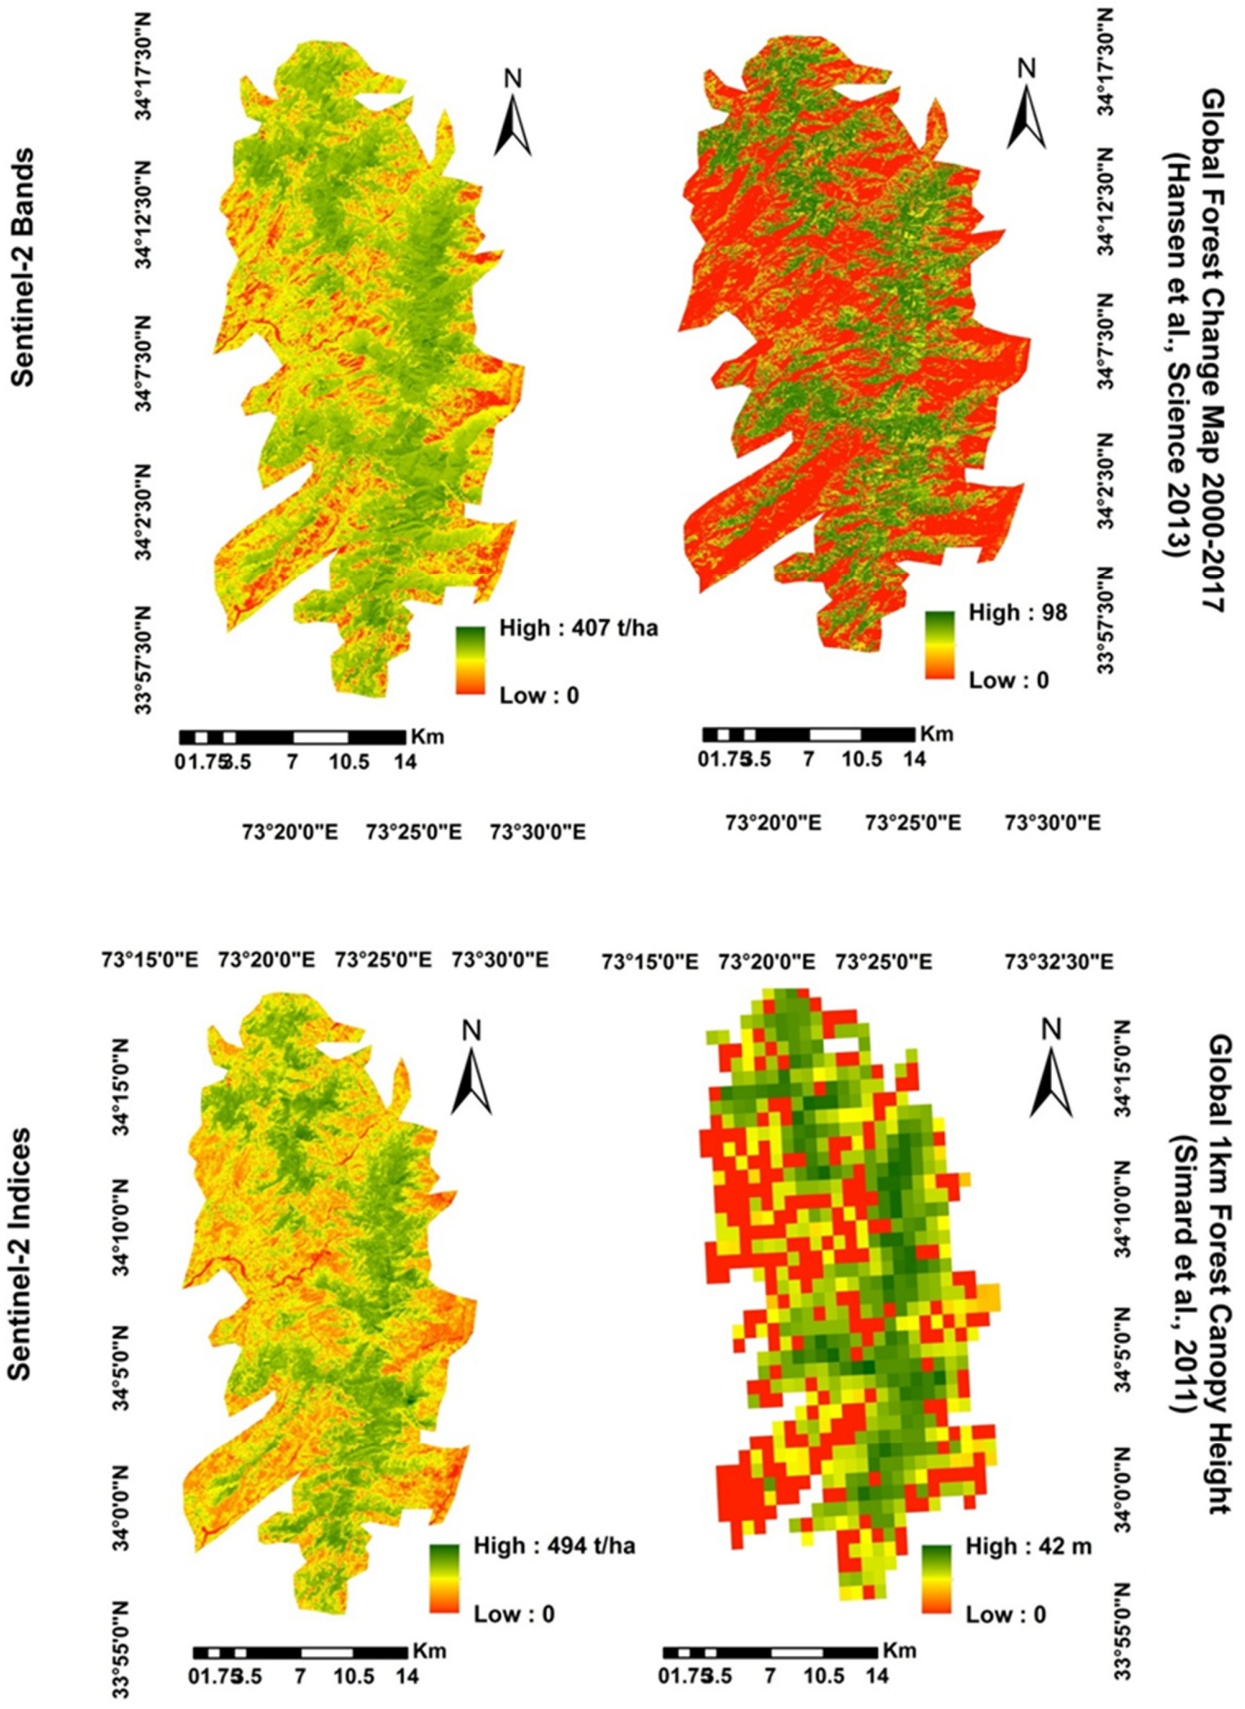 Sentinel-2 Bands
34°17'30"N
34°12'30"N
34°7'30"N
34°2'30"N
33°57'30"N
N
High : 407 t/ha
Low : 0
Km
0 1.75 3.5 7 10.5 14
73°20'0"E 73°25'0"E 73°30'0"E
N
High : 98
Low : 0
Km
0 1.75 3.5 7 10.5 14
73°20'0"E 73°25'0"E 73°30'0"E
34°17'30"N
34°12'30"N
34°7'30"N
34°2'30"N
33°57'30"N
Global Forest Change Map 2000-2017
(Hansen et al., Science 2013)
Sentinel-2 Indices
73°15'0"E 73°20'0"E 73°25'0"E 73°30'0"E
34°15'0"N
34°10'0"N
34°5'0"N
34°0'0"N
33°55'0"N
N
High : 494 t/ha
Low : 0
Km
0 1.75 3.5 7 10.5 14
73°15'0"E 73°20'0"E 73°25'0"E 73°32'30"E
N
High : 42 m
Low : 0
Km
0 1.75 3.5 7 10.5 14
34°15'0"N
34°10'0"N
34°5'0"N
34°0'0"N
33°55'0"N
Global 1km Forest Canopy Height
(Simard et al., 2011)